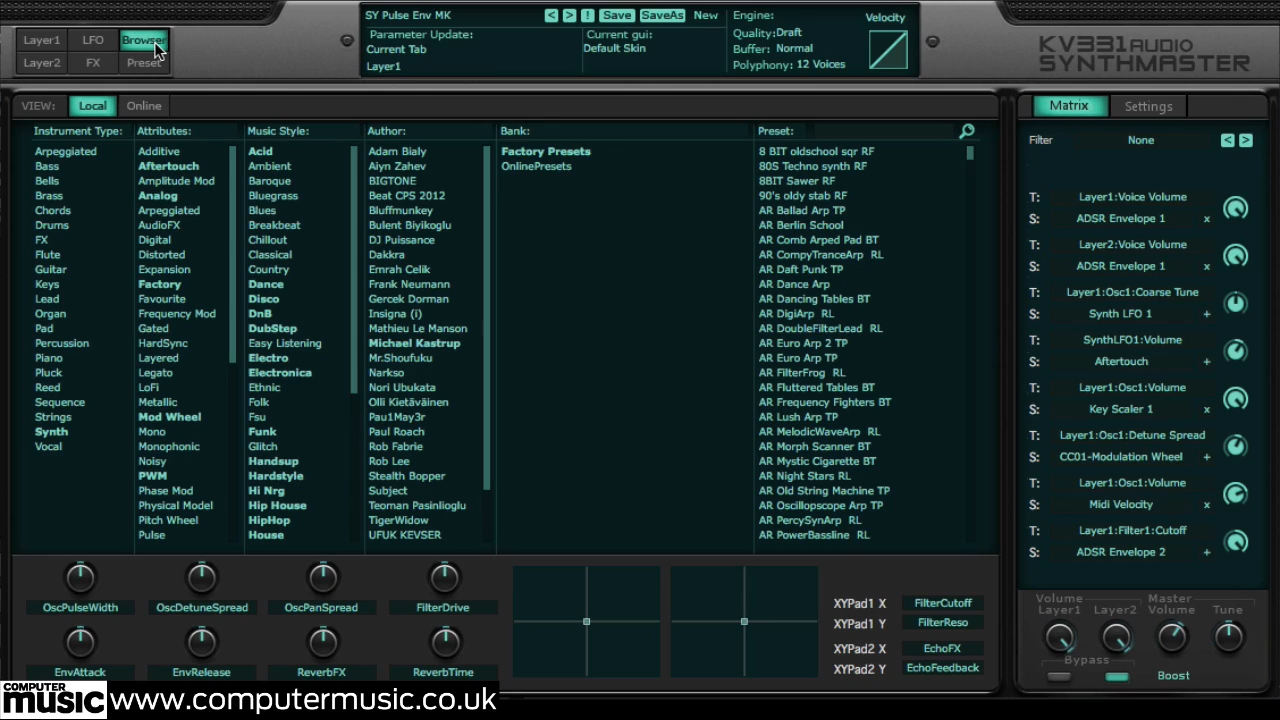 Layer1 LFO Browser
Layer2 FX Preset
SY Pulse Env MK < > ! Save SaveAs New
Parameter Update:
Current Tab
Layer1
Current gui:
Default Skin
Engine:
Quality:Draft
Buffer: Normal
Polyphony: 12 Voices
Velocity
KV331 AUDIO
SYNTHMASTER
VIEW: Local Online
Instrument Type:
Arpeggiated
Bass
Bells
Brass
Chords
Drums
FX
Flute
Guitar
Keys
Lead
Organ
Pad
Percussion
Piano
Pluck
Reed
Sequence
Strings
Synth
Vocal
Attributes:
Additive
Aftertouch
Amplitude Mod
Analog
Arpeggiated
AudioFX
Digital
Distorted
Expansion
Factory
Favourite
Frequency Mod
Gated
HardSync
Layered
Legato
LoFi
Metallic
Mod Wheel
Mono
Monophonic
Noisy
PWM
Phase Mod
Physical Model
Pitch Wheel
Pulse
Music Style:
Acid
Ambient
Baroque
Bluegrass
Blues
Breakbeat
Chillout
Classical
Country
Dance
Disco
DnB
DubStep
Easy Listening
Electro
Electronica
Ethnic
Folk
Fsu
Funk
Glitch
Handsup
Hardstyle
Hi Nrg
Hip House
HipHop
House
Author:
Adam Bialy
Aiyn Zahev
BIGTONE
Beat CPS 2012
Bluffmunkey
Bulent Biyikoglu
DJ Puissance
Dakkra
Emrah Celik
Frank Neumann
Gercek Dorman
Insigna (i)
Mathieu Le Manson
Michael Kastrup
Mr.Shoufuku
Narkso
Nori Ubukata
Olli Kietäväinen
Pau1May3r
Paul Roach
Rob Fabrie
Rob Lee
Stealth Bopper
Subject
Teoman Pasinlioglu
TigerWidow
UFUK KEVSER
Bank:
Factory Presets
OnlinePresets
Preset:
8 BIT oldschool sqr RF
80S Techno synth RF
8BIT Sawer RF
90's oldy stab RF
AR Ballad Arp TP
AR Berlin School
AR Comb Arped Pad BT
AR CompyTranceArp RL
AR Daft Punk TP
AR Dance Arp
AR Dancing Tables BT
AR DigiArp RL
AR DoubleFilterLead RL
AR Euro Arp 2 TP
AR Euro Arp TP
AR FilterFrog RL
AR Fluttered Tables BT
AR Frequency Fighters BT
AR Lush Arp TP
AR MelodicWaveArp RL
AR Morph Scanner BT
AR Mystic Cigarette BT
AR Night Stars RL
AR Old String Machine TP
AR Oscillopscope Arp TP
AR PercySynArp RL
AR PowerBassline RL
Matrix Settings
Filter None < >
T: Layer1:Voice Volume
S: ADSR Envelope 1 x
T: Layer2:Voice Volume
S: ADSR Envelope 1 x
T: Layer1:Osc1:Coarse Tune
S: Synth LFO 1 +
T: SynthLFO1:Volume
S: Aftertouch +
T: Layer1:Osc1:Volume
S: Key Scaler 1 x
T: Layer1:Osc1:Detune Spread
S: CC01-Modulation Wheel +
T: Layer1:Osc1:Volume
S: Midi Velocity x
T: Layer1:Filter1:Cutoff
S: ADSR Envelope 2 +
OscPulseWidth OscDetuneSpread OscPanSpread FilterDrive
EnvAttack EnvRelease ReverbFX ReverbTime
XYPad1 X FilterCutoff
XYPad1 Y FilterReso
XYPad2 X EchoFX
XYPad2 Y EchoFeedback
Volume
Layer1 Layer2
Master
Volume
Tune
Bypass
Boost
COMPUTER
music
www.computermusic.co.uk